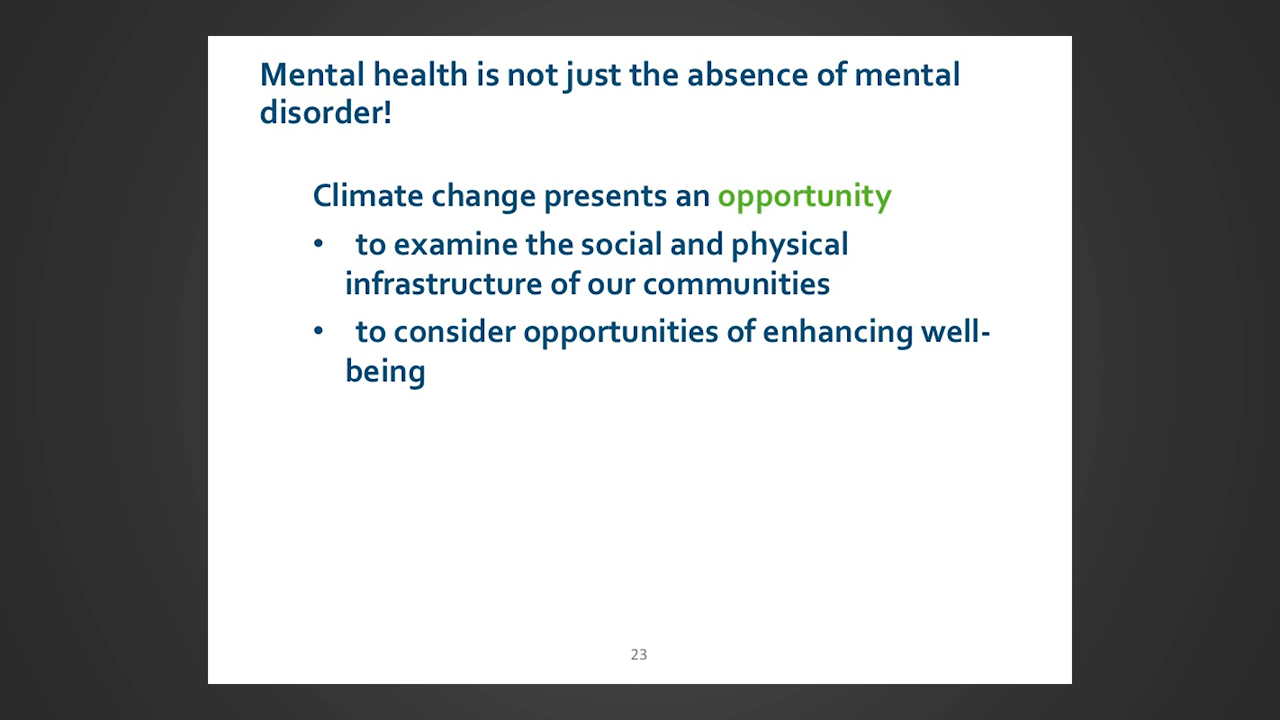 Mental health is not just the absence of mental
disorder!
Climate change presents an opportunity
• to examine the social and physical
infrastructure of our communities
• to consider opportunities of enhancing well-
being
23